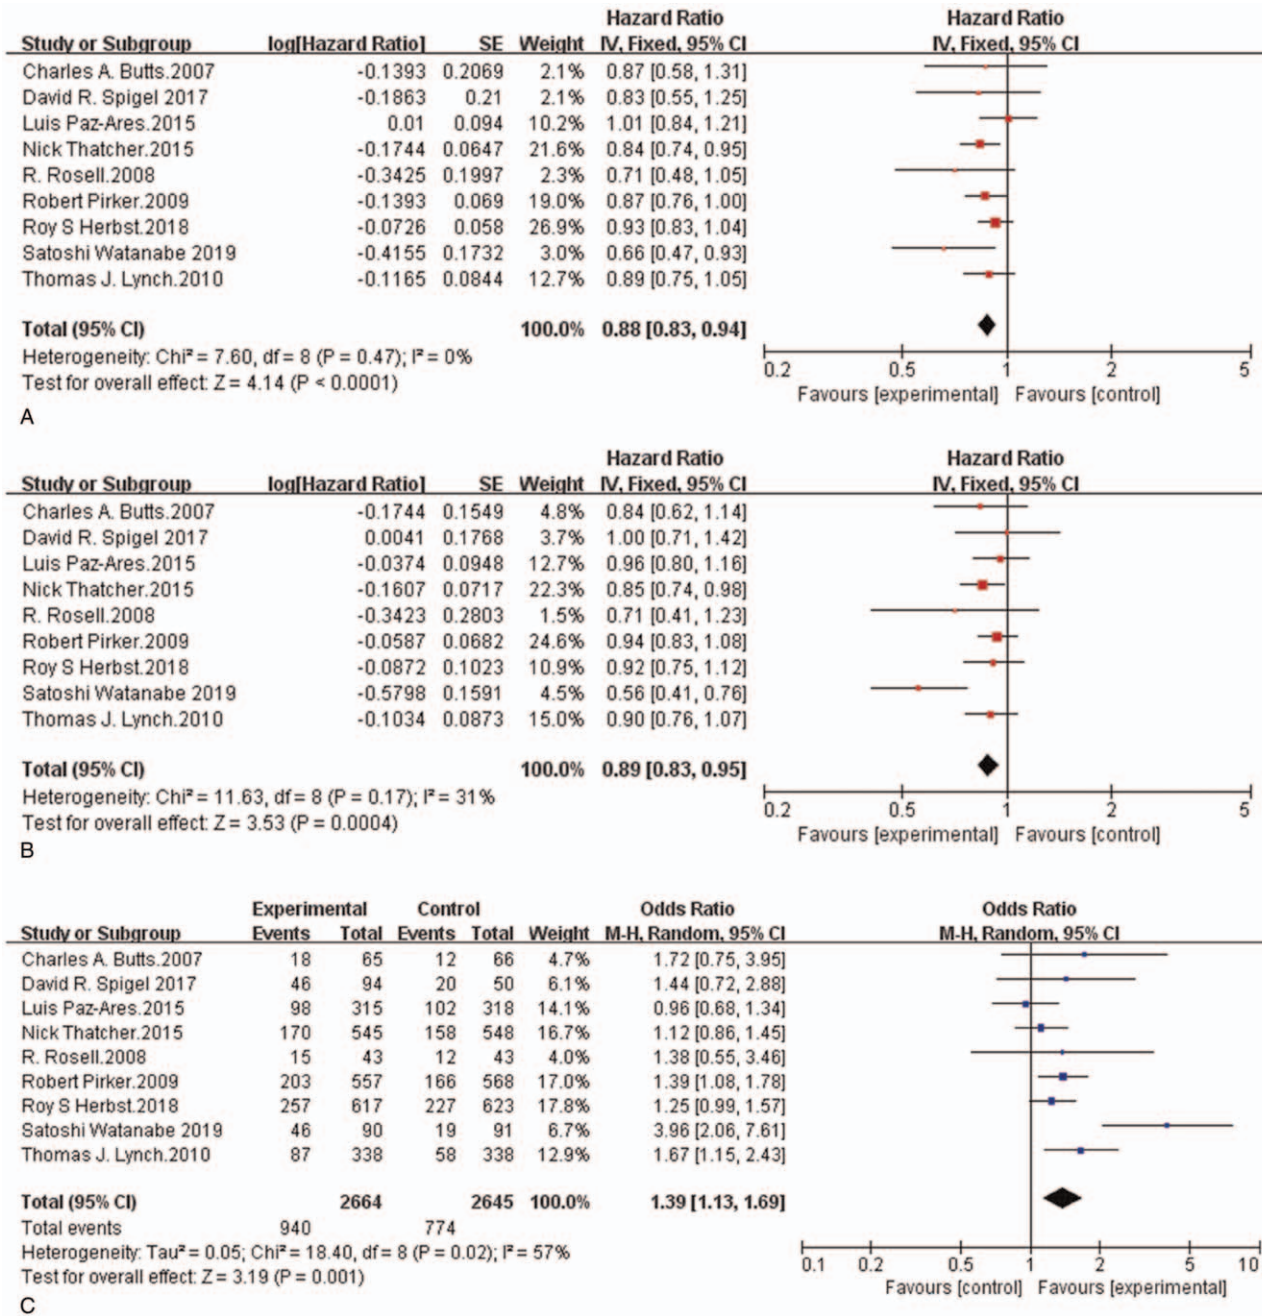 Hazard Ratio Hazard Ratio
Study or Subgroup log[Hazard Ratio] SE Weight IV, Fixed, 95% CI IV, Fixed, 95% CI
Charles A. Butts.2007 -0.1393 0.2069 2.1% 0.87 [0.58, 1.31]
David R. Spigel 2017 -0.1863 0.21 2.1% 0.83 [0.55, 1.25]
Luis Paz-Ares.2015 0.01 0.094 10.2% 1.01 [0.84, 1.21]
Nick Thatcher.2015 -0.1744 0.0647 21.6% 0.84 [0.74, 0.95]
R. Rosell.2008 -0.3425 0.1997 2.3% 0.71 [0.48, 1.05]
Robert Pirker.2009 -0.1393 0.069 19.0% 0.87 [0.76, 1.00]
Roy S Herbst.2018 -0.0726 0.058 26.9% 0.93 [0.83, 1.04]
Satoshi Watanabe 2019 -0.4155 0.1732 3.0% 0.66 [0.47, 0.93]
Thomas J. Lynch.2010 -0.1165 0.0844 12.7% 0.89 [0.75, 1.05]
Total (95% CI) 100.0% 0.88 [0.83, 0.94]
Heterogeneity: Chi² = 7.60, df = 8 (P = 0.47); I² = 0%
0.2 0.5 1 2 5
Test for overall effect: Z = 4.14 (P < 0.0001)
Favours [experimental] Favours [control]
A
Hazard Ratio Hazard Ratio
Study or Subgroup log[Hazard Ratio] SE Weight IV, Fixed, 95% CI IV, Fixed, 95% CI
Charles A. Butts.2007 -0.1744 0.1549 4.8% 0.84 [0.62, 1.14]
David R. Spigel 2017 0.0041 0.1768 3.7% 1.00 [0.71, 1.42]
Luis Paz-Ares.2015 -0.0374 0.0948 12.7% 0.96 [0.80, 1.16]
Nick Thatcher.2015 -0.1607 0.0717 22.3% 0.85 [0.74, 0.98]
R. Rosell.2008 -0.3423 0.2803 1.5% 0.71 [0.41, 1.23]
Robert Pirker.2009 -0.0587 0.0682 24.6% 0.94 [0.83, 1.08]
Roy S Herbst.2018 -0.0872 0.1023 10.9% 0.92 [0.75, 1.12]
Satoshi Watanabe 2019 -0.5798 0.1591 4.5% 0.56 [0.41, 0.76]
Thomas J. Lynch.2010 -0.1034 0.0873 15.0% 0.90 [0.76, 1.07]
Total (95% CI) 100.0% 0.89 [0.83, 0.95]
Heterogeneity: Chi² = 11.63, df = 8 (P = 0.17); I² = 31%
0.2 0.5 1 2 5
Test for overall effect: Z = 3.53 (P = 0.0004)
Favours [experimental] Favours [control]
B
Experimental Control Odds Ratio Odds Ratio
Study or Subgroup Events Total Events Total Weight M-H, Random, 95% CI M-H, Random, 95% CI
Charles A. Butts.2007 18 65 12 66 4.7% 1.72 [0.75, 3.95]
David R. Spigel 2017 46 94 20 50 6.1% 1.44 [0.72, 2.88]
Luis Paz-Ares.2015 98 315 102 318 14.1% 0.96 [0.68, 1.34]
Nick Thatcher.2015 170 545 158 548 16.7% 1.12 [0.86, 1.45]
R. Rosell.2008 15 43 12 43 4.0% 1.38 [0.55, 3.46]
Robert Pirker.2009 203 557 166 568 17.0% 1.39 [1.08, 1.78]
Roy S Herbst.2018 257 617 227 623 17.8% 1.25 [0.99, 1.57]
Satoshi Watanabe 2019 46 90 19 91 6.7% 3.96 [2.06, 7.61]
Thomas J. Lynch.2010 87 338 58 338 12.9% 1.67 [1.15, 2.43]
Total (95% CI) 2664 2645 100.0% 1.39 [1.13, 1.69]
Total events 940 774
Heterogeneity: Tau² = 0.05; Chi² = 18.40, df = 8 (P = 0.02); I² = 57%
0.1 0.2 0.5 1 2 5 10
Test for overall effect: Z = 3.19 (P = 0.001)
Favours [control] Favours [experimental]
C